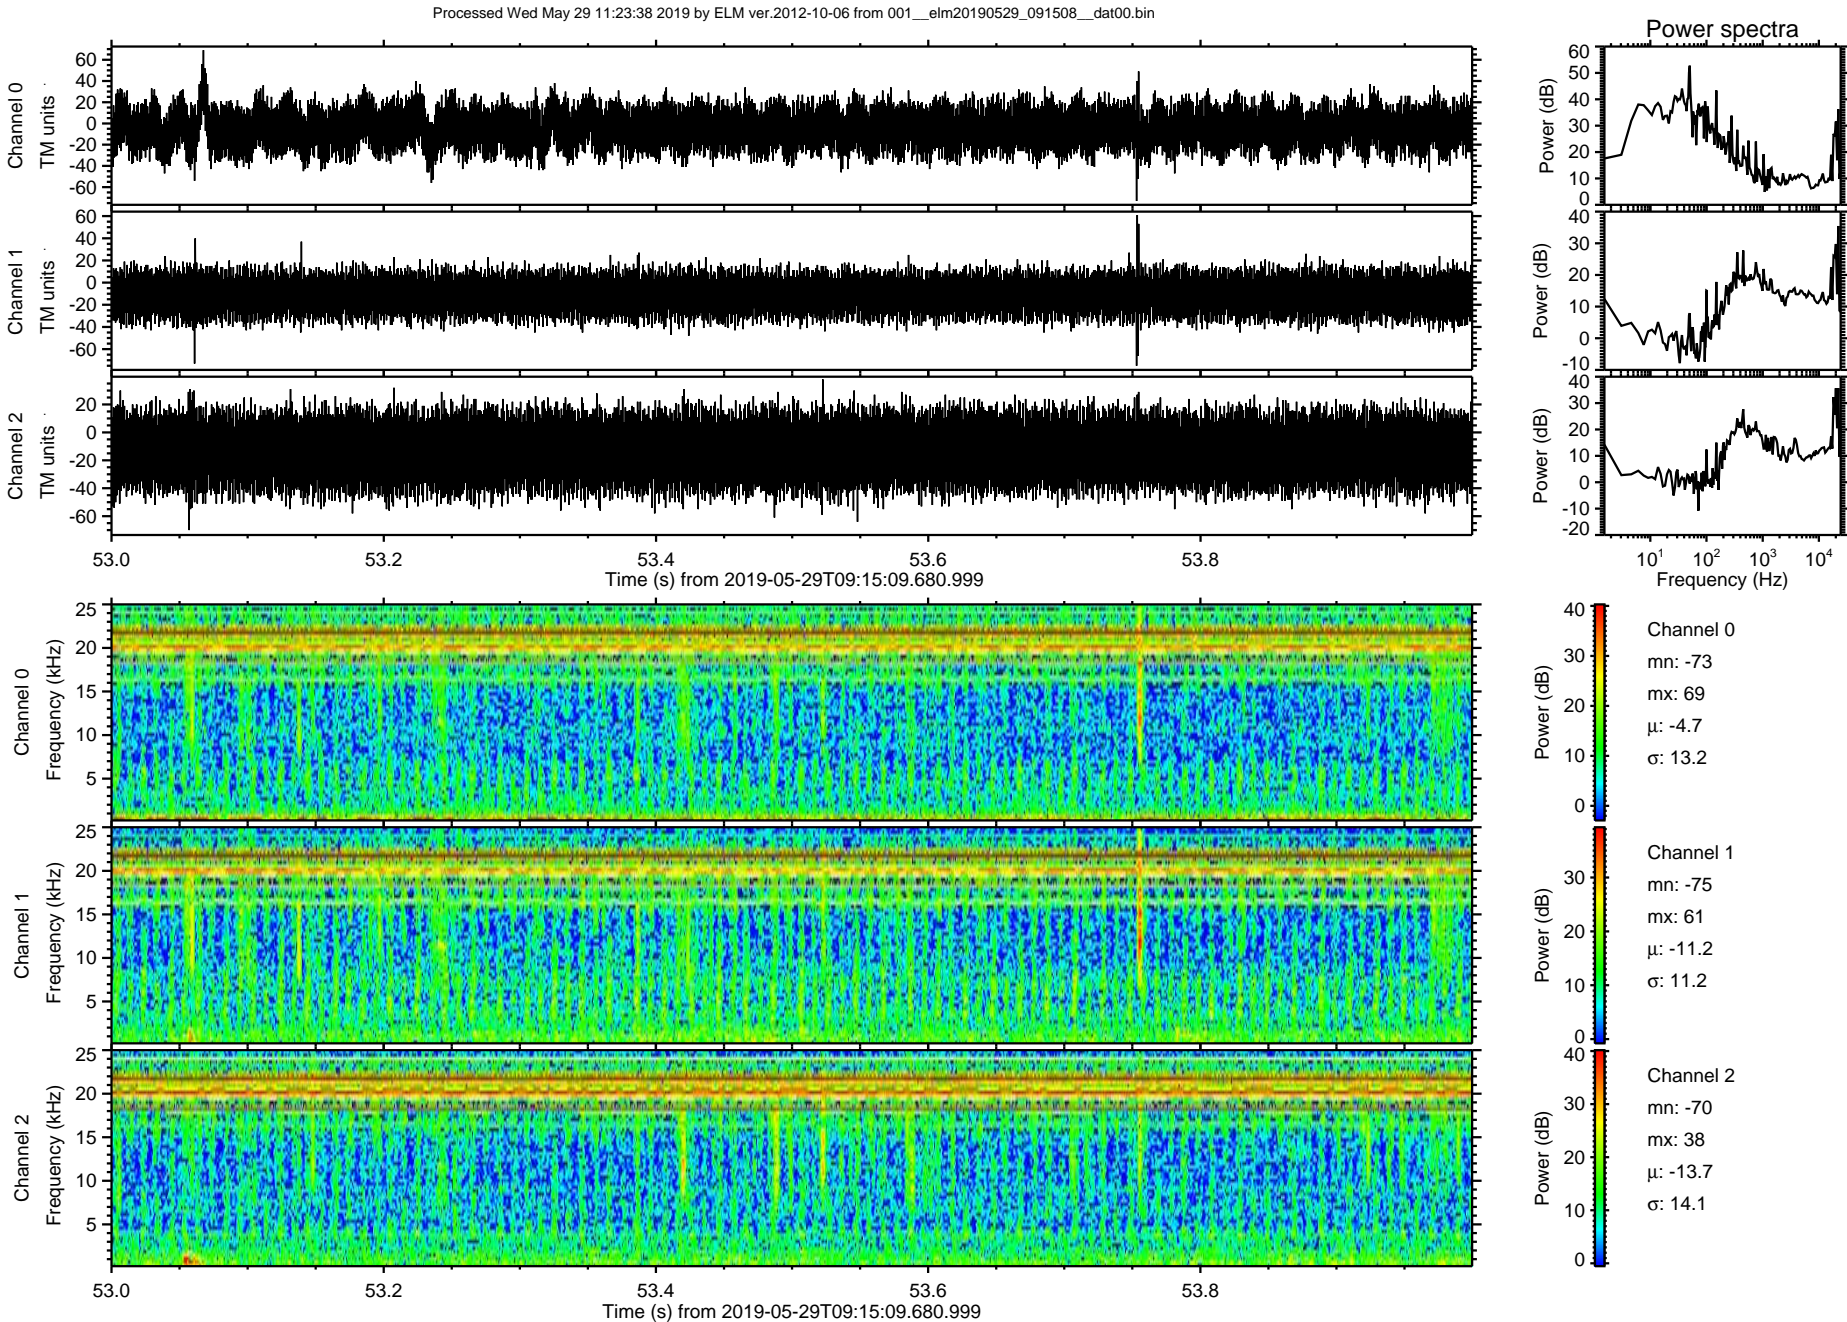 Processed Wed May 29 11:23:38 2019 by ELM ver.2012-10-06 from 001__elm20190529_091508__dat00.bin
Power spectra
Channel 0
TM units
60
40
20
0
-20
-40
-60
Power (dB)
60
50
40
30
20
10
0
Channel 1
TM units
60
40
20
0
-20
-40
-60
Power (dB)
40
30
20
10
0
-10
Channel 2
TM units
20
0
-20
-40
-60
Power (dB)
40
30
20
10
0
-10
-20
53.0 53.2 53.4 53.6 53.8
Time (s) from 2019-05-29T09:15:09.680.999
10^1 10^2 10^3 10^4
Frequency (Hz)
Channel 0
Frequency (kHz)
25
20
15
10
5
Power (dB)
40
30
20
10
0
Channel 0
mn: -73
mx: 69
μ: -4.7
σ: 13.2
Channel 1
Frequency (kHz)
25
20
15
10
5
Power (dB)
30
20
10
0
Channel 1
mn: -75
mx: 61
μ: -11.2
σ: 11.2
Channel 2
Frequency (kHz)
25
20
15
10
5
Power (dB)
40
30
20
10
0
Channel 2
mn: -70
mx: 38
μ: -13.7
σ: 14.1
53.0 53.2 53.4 53.6 53.8
Time (s) from 2019-05-29T09:15:09.680.999